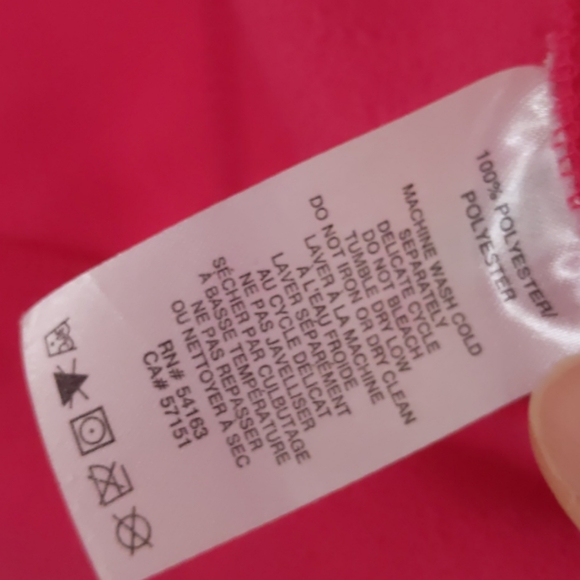 100% POLYESTER/
POLYESTER
MACHINE WASH COLD
SEPARATELY
DELICATE CYCLE
DO NOT BLEACH
TUMBLE DRY LOW
DO NOT IRON OR DRY CLEAN
LAVER À LA MACHINE
À L'EAU FROIDE
LAVER SÉPARÉMENT
AU CYCLE DELICAT
NE PAS JAVELLISER
SÉCHER PAR CULBUTAGE
À BASSE TEMPÉRATURE
NE PAS REPASSER
OU NETTOYER À SEC
RN# 54163
CA# 57151